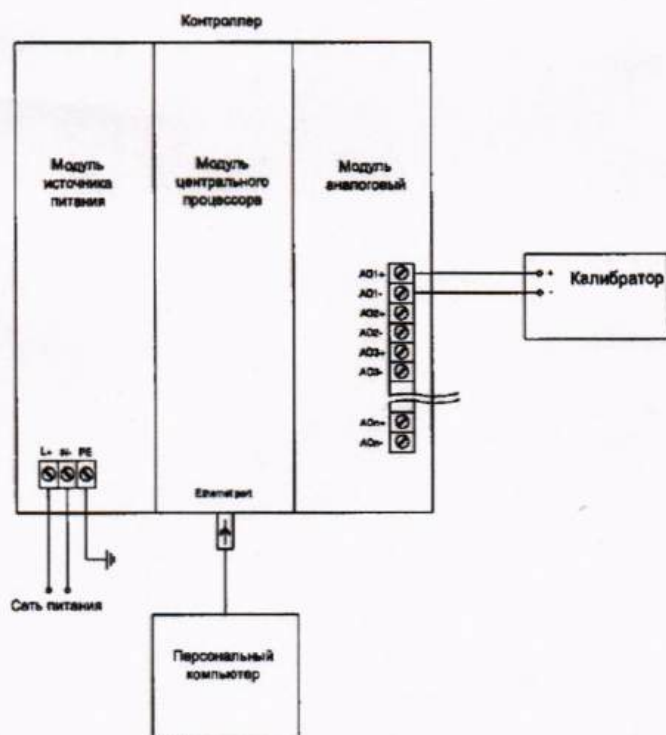 Контроллер
Модуль
источника
питания
Модуль
центрального
процессора
Модуль
аналоговый
AO1+
AO1-
AO2+
AO2-
AO3+
AO3-
AOn+
AOn-
+
-
Калибратор
L+ N- PE
Ethernet port
Сеть питания
Персональный
компьютер